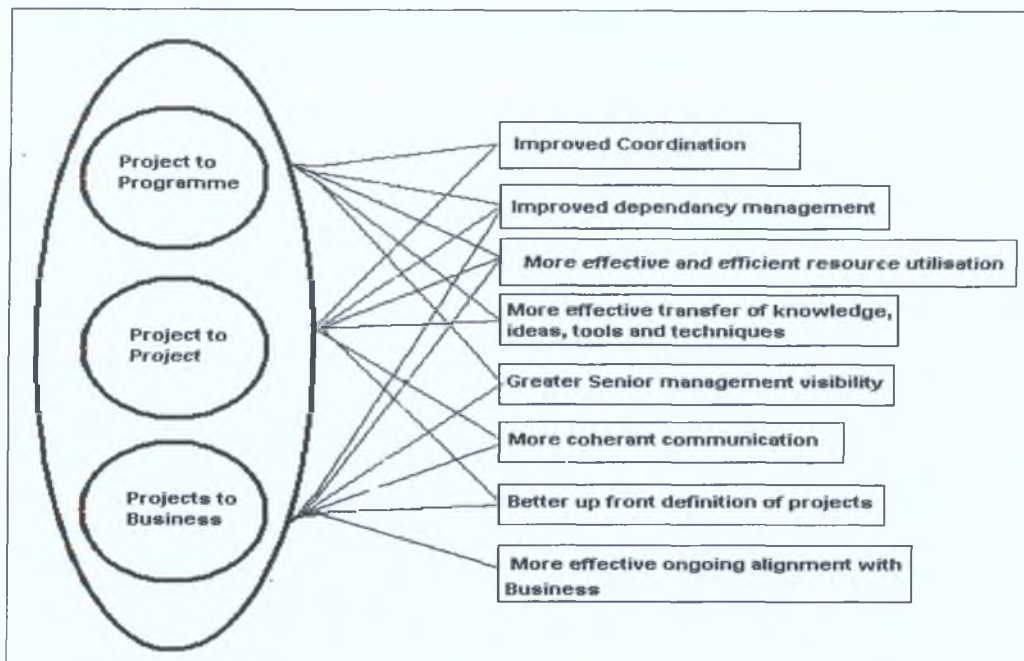 Project to
Programme
Project to
Project
Projects to
Business
Improved Coordination
Improved dependancy management
More effective and efficient resource utilisation
More effective transfer of knowledge,
ideas, tools and techniques
Greater Senior management visibility
More coherant communication
Better up front definition of projects
More effective ongoing alignment with
Business